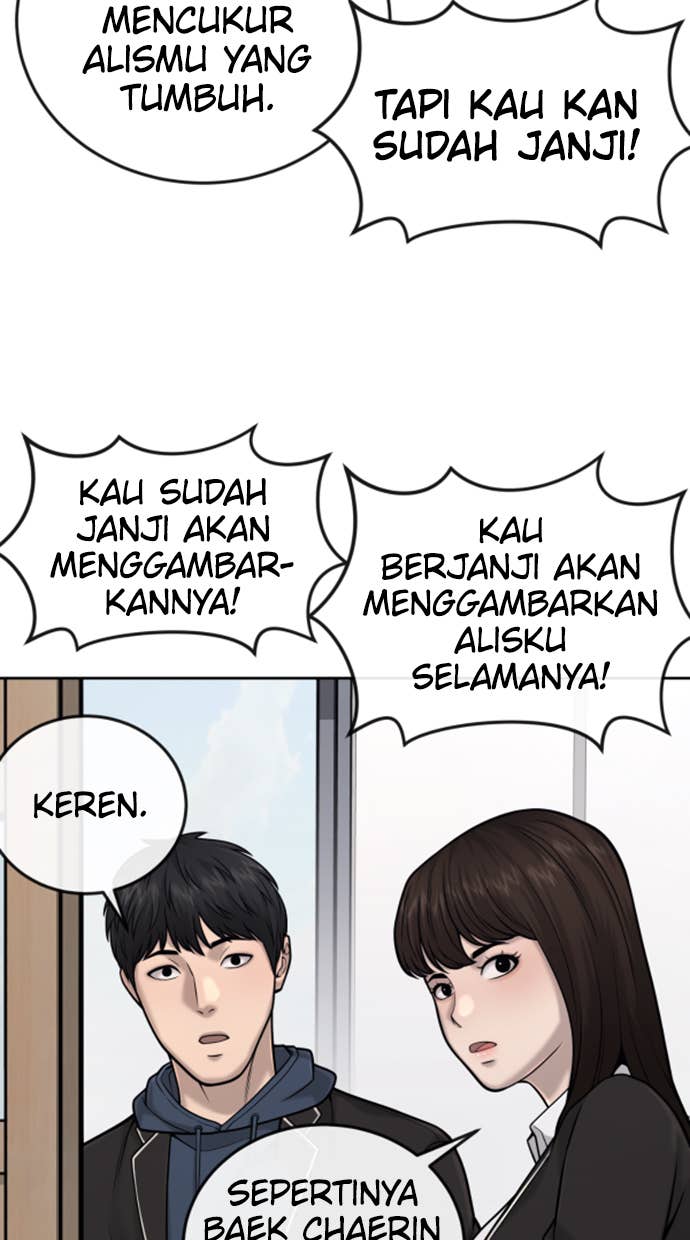 MENCUKUR
ALISMU YANG
TUMBUH.
TAPI KAU KAN
SUDAH JANJI!
KAU SUDAH
JANJI AKAN
MENGGAMBAR-
KANNYA!
KAU
BERJANJI AKAN
MENGGAMBARKAN
ALISKU
SELAMANYA!
KEREN.
SEPERTINYA
BAEK CHAERIN